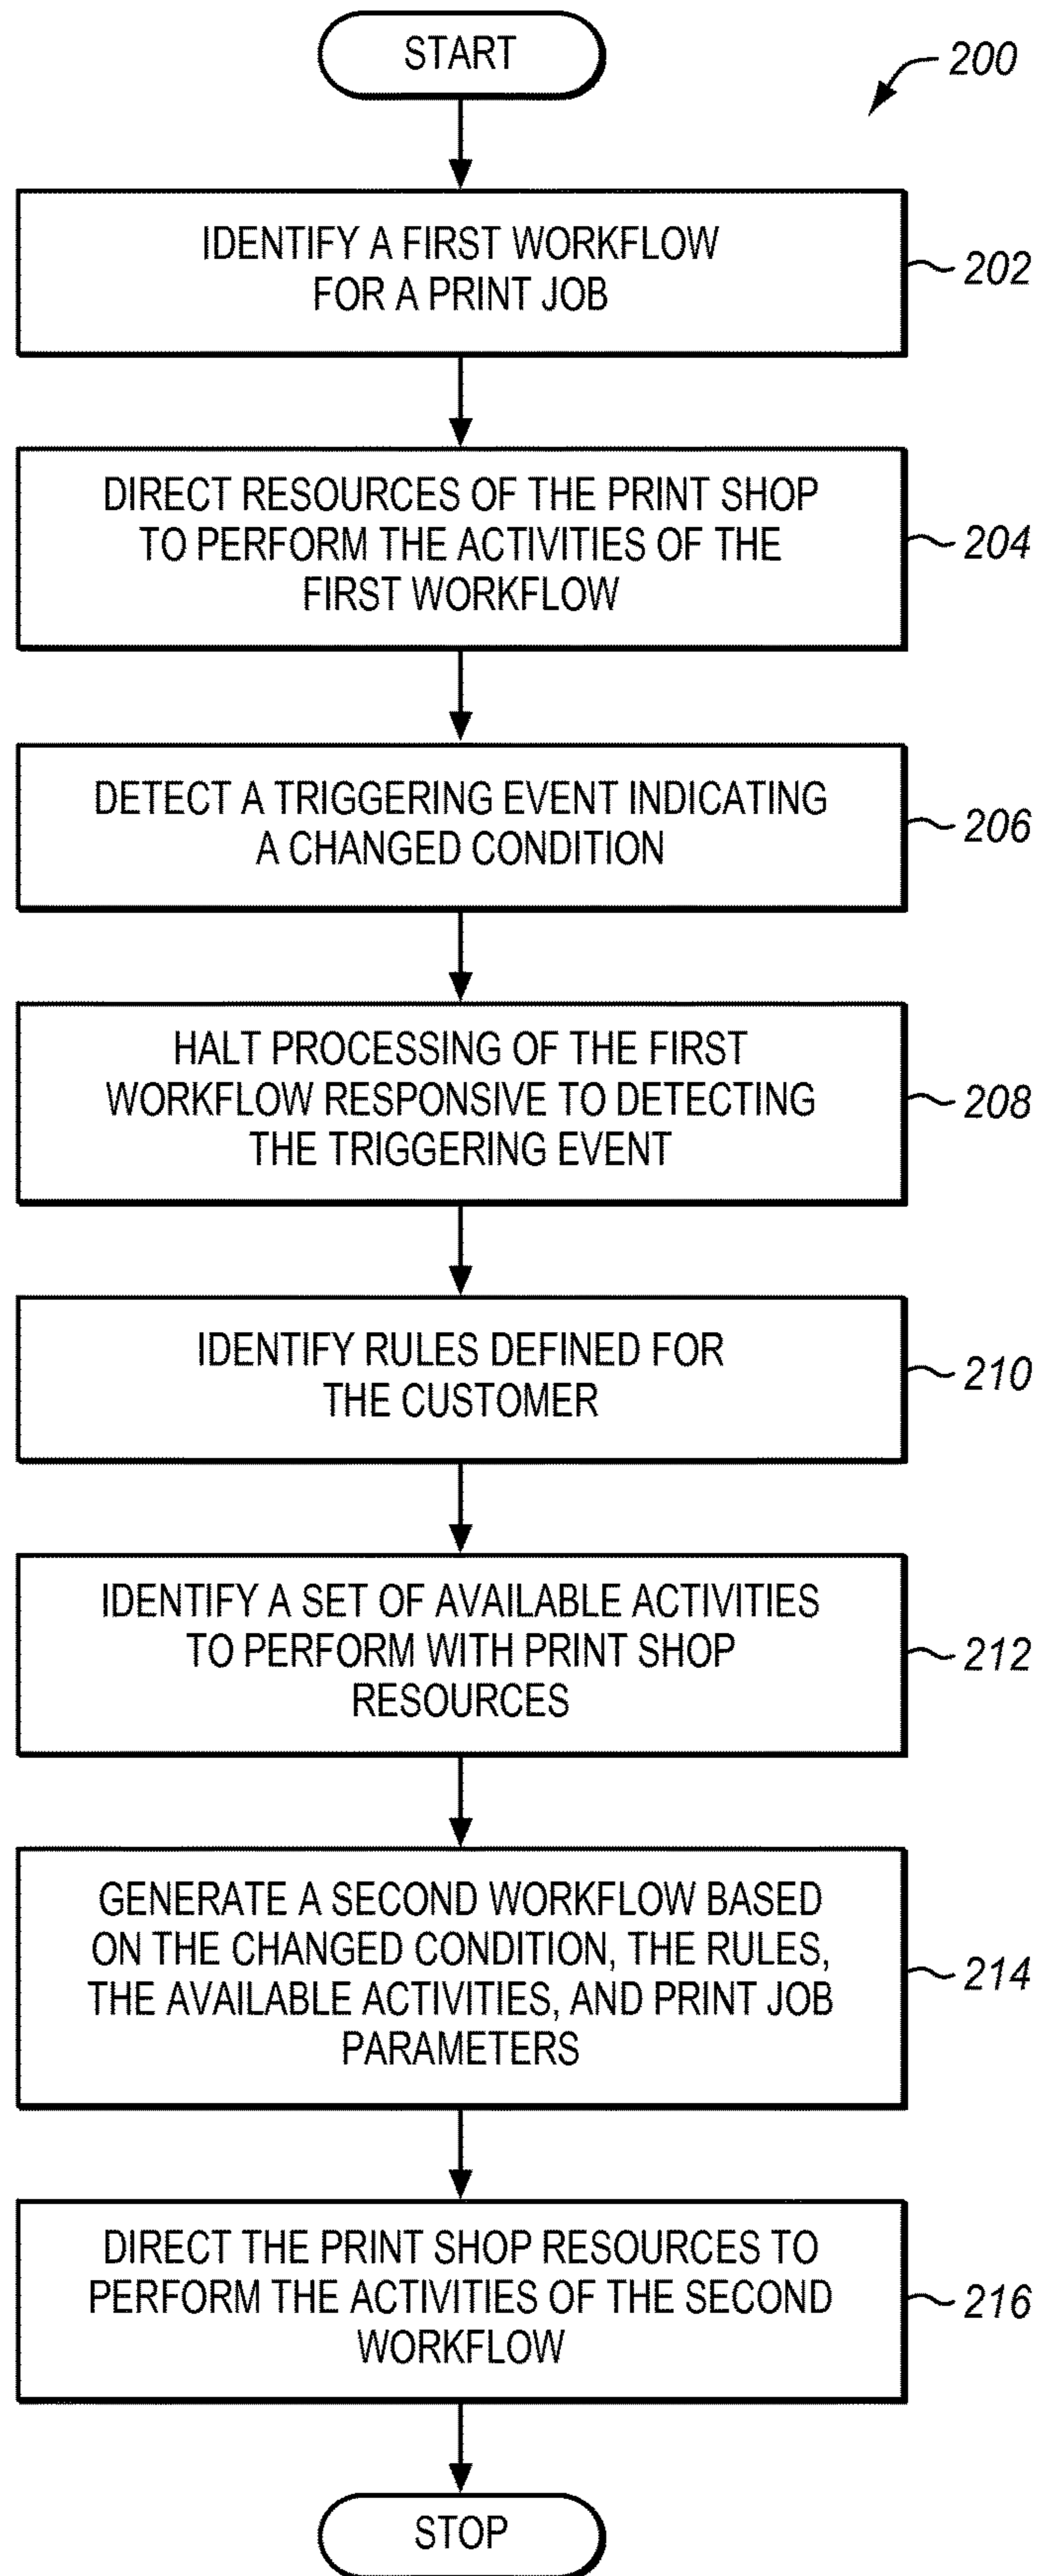 START
200
IDENTIFY A FIRST WORKFLOW
FOR A PRINT JOB
202
DIRECT RESOURCES OF THE PRINT SHOP
TO PERFORM THE ACTIVITIES OF THE
FIRST WORKFLOW
204
DETECT A TRIGGERING EVENT INDICATING
A CHANGED CONDITION
206
HALT PROCESSING OF THE FIRST
WORKFLOW RESPONSIVE TO DETECTING
THE TRIGGERING EVENT
208
IDENTIFY RULES DEFINED FOR
THE CUSTOMER
210
IDENTIFY A SET OF AVAILABLE ACTIVITIES
TO PERFORM WITH PRINT SHOP
RESOURCES
212
GENERATE A SECOND WORKFLOW BASED
ON THE CHANGED CONDITION, THE RULES,
THE AVAILABLE ACTIVITIES, AND PRINT JOB
PARAMETERS
214
DIRECT THE PRINT SHOP RESOURCES TO
PERFORM THE ACTIVITIES OF THE SECOND
WORKFLOW
216
STOP